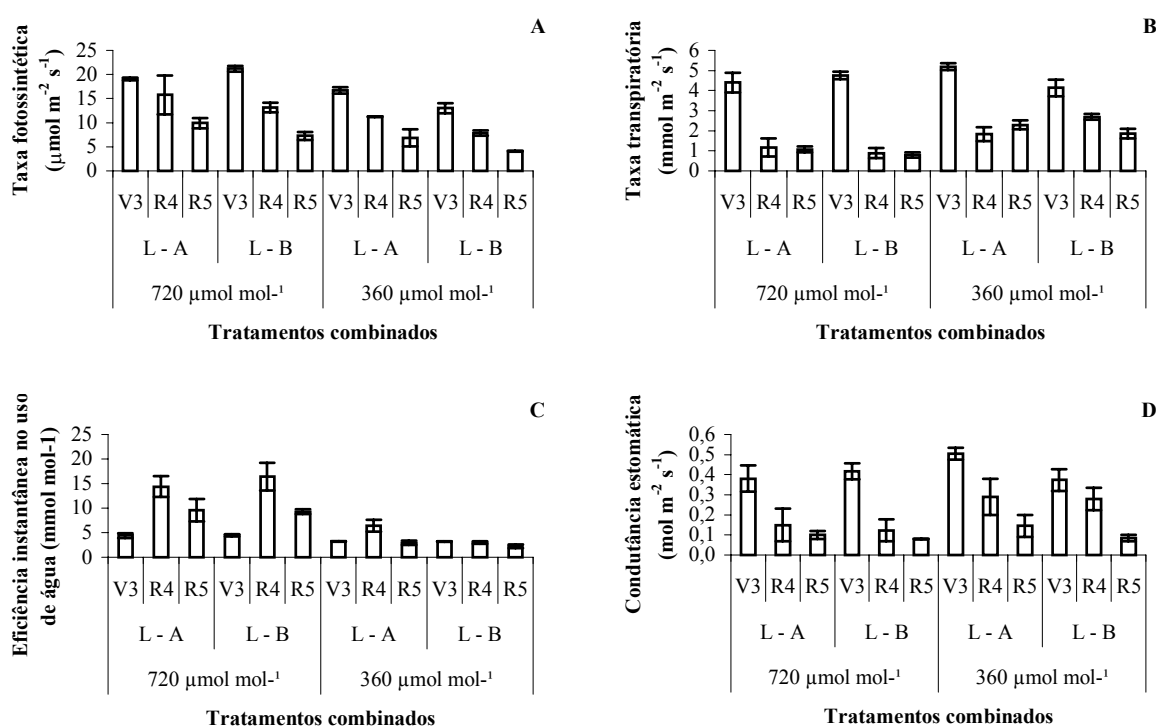 A
Taxa fotossintética
(µmol m⁻² s⁻¹)
25
20
15
10
5
0
V3 R4 R5 V3 R4 R5 V3 R4 R5 V3 R4 R5
L - A L - B L - A L - B
720 µmol mol-¹ 360 µmol mol-¹
Tratamentos combinados
B
Taxa transpiratória
(mmol m⁻² s⁻¹)
6
5
4
3
2
1
0
V3 R4 R5 V3 R4 R5 V3 R4 R5 V3 R4 R5
L - A L - B L - A L - B
720 µmol mol-¹ 360 µmol mol-¹
Tratamentos combinados
C
Eficiência instantânea no uso
de água (mmol mol-1)
25
20
15
10
5
0
V3 R4 R5 V3 R4 R5 V3 R4 R5 V3 R4 R5
L - A L - B L - A L - B
720 µmol mol-¹ 360 µmol mol-¹
Tratamentos combinados
D
Condutância estomática
(mol m⁻² s⁻¹)
0,6
0,5
0,4
0,3
0,2
0,1
0,0
V3 R4 R5 V3 R4 R5 V3 R4 R5 V3 R4 R5
L - A L - B L - A L - B
720 µmol mol-¹ 360 µmol mol-¹
Tratamentos combinados